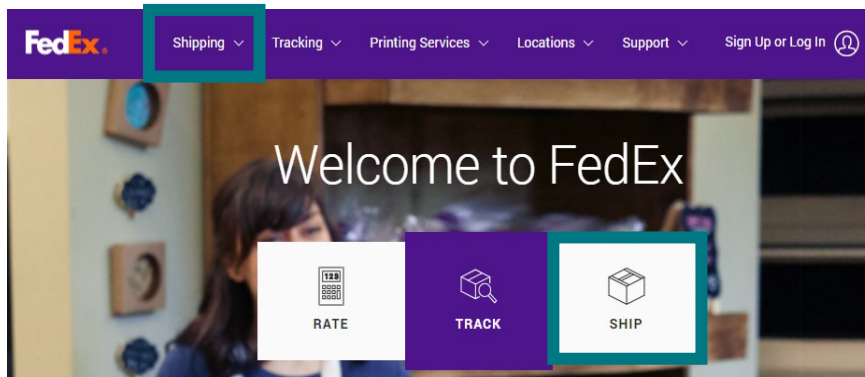 FedEx. Shipping Tracking Printing Services Locations Support Sign Up or Log In
Welcome to FedEx
123
RATE TRACK SHIP